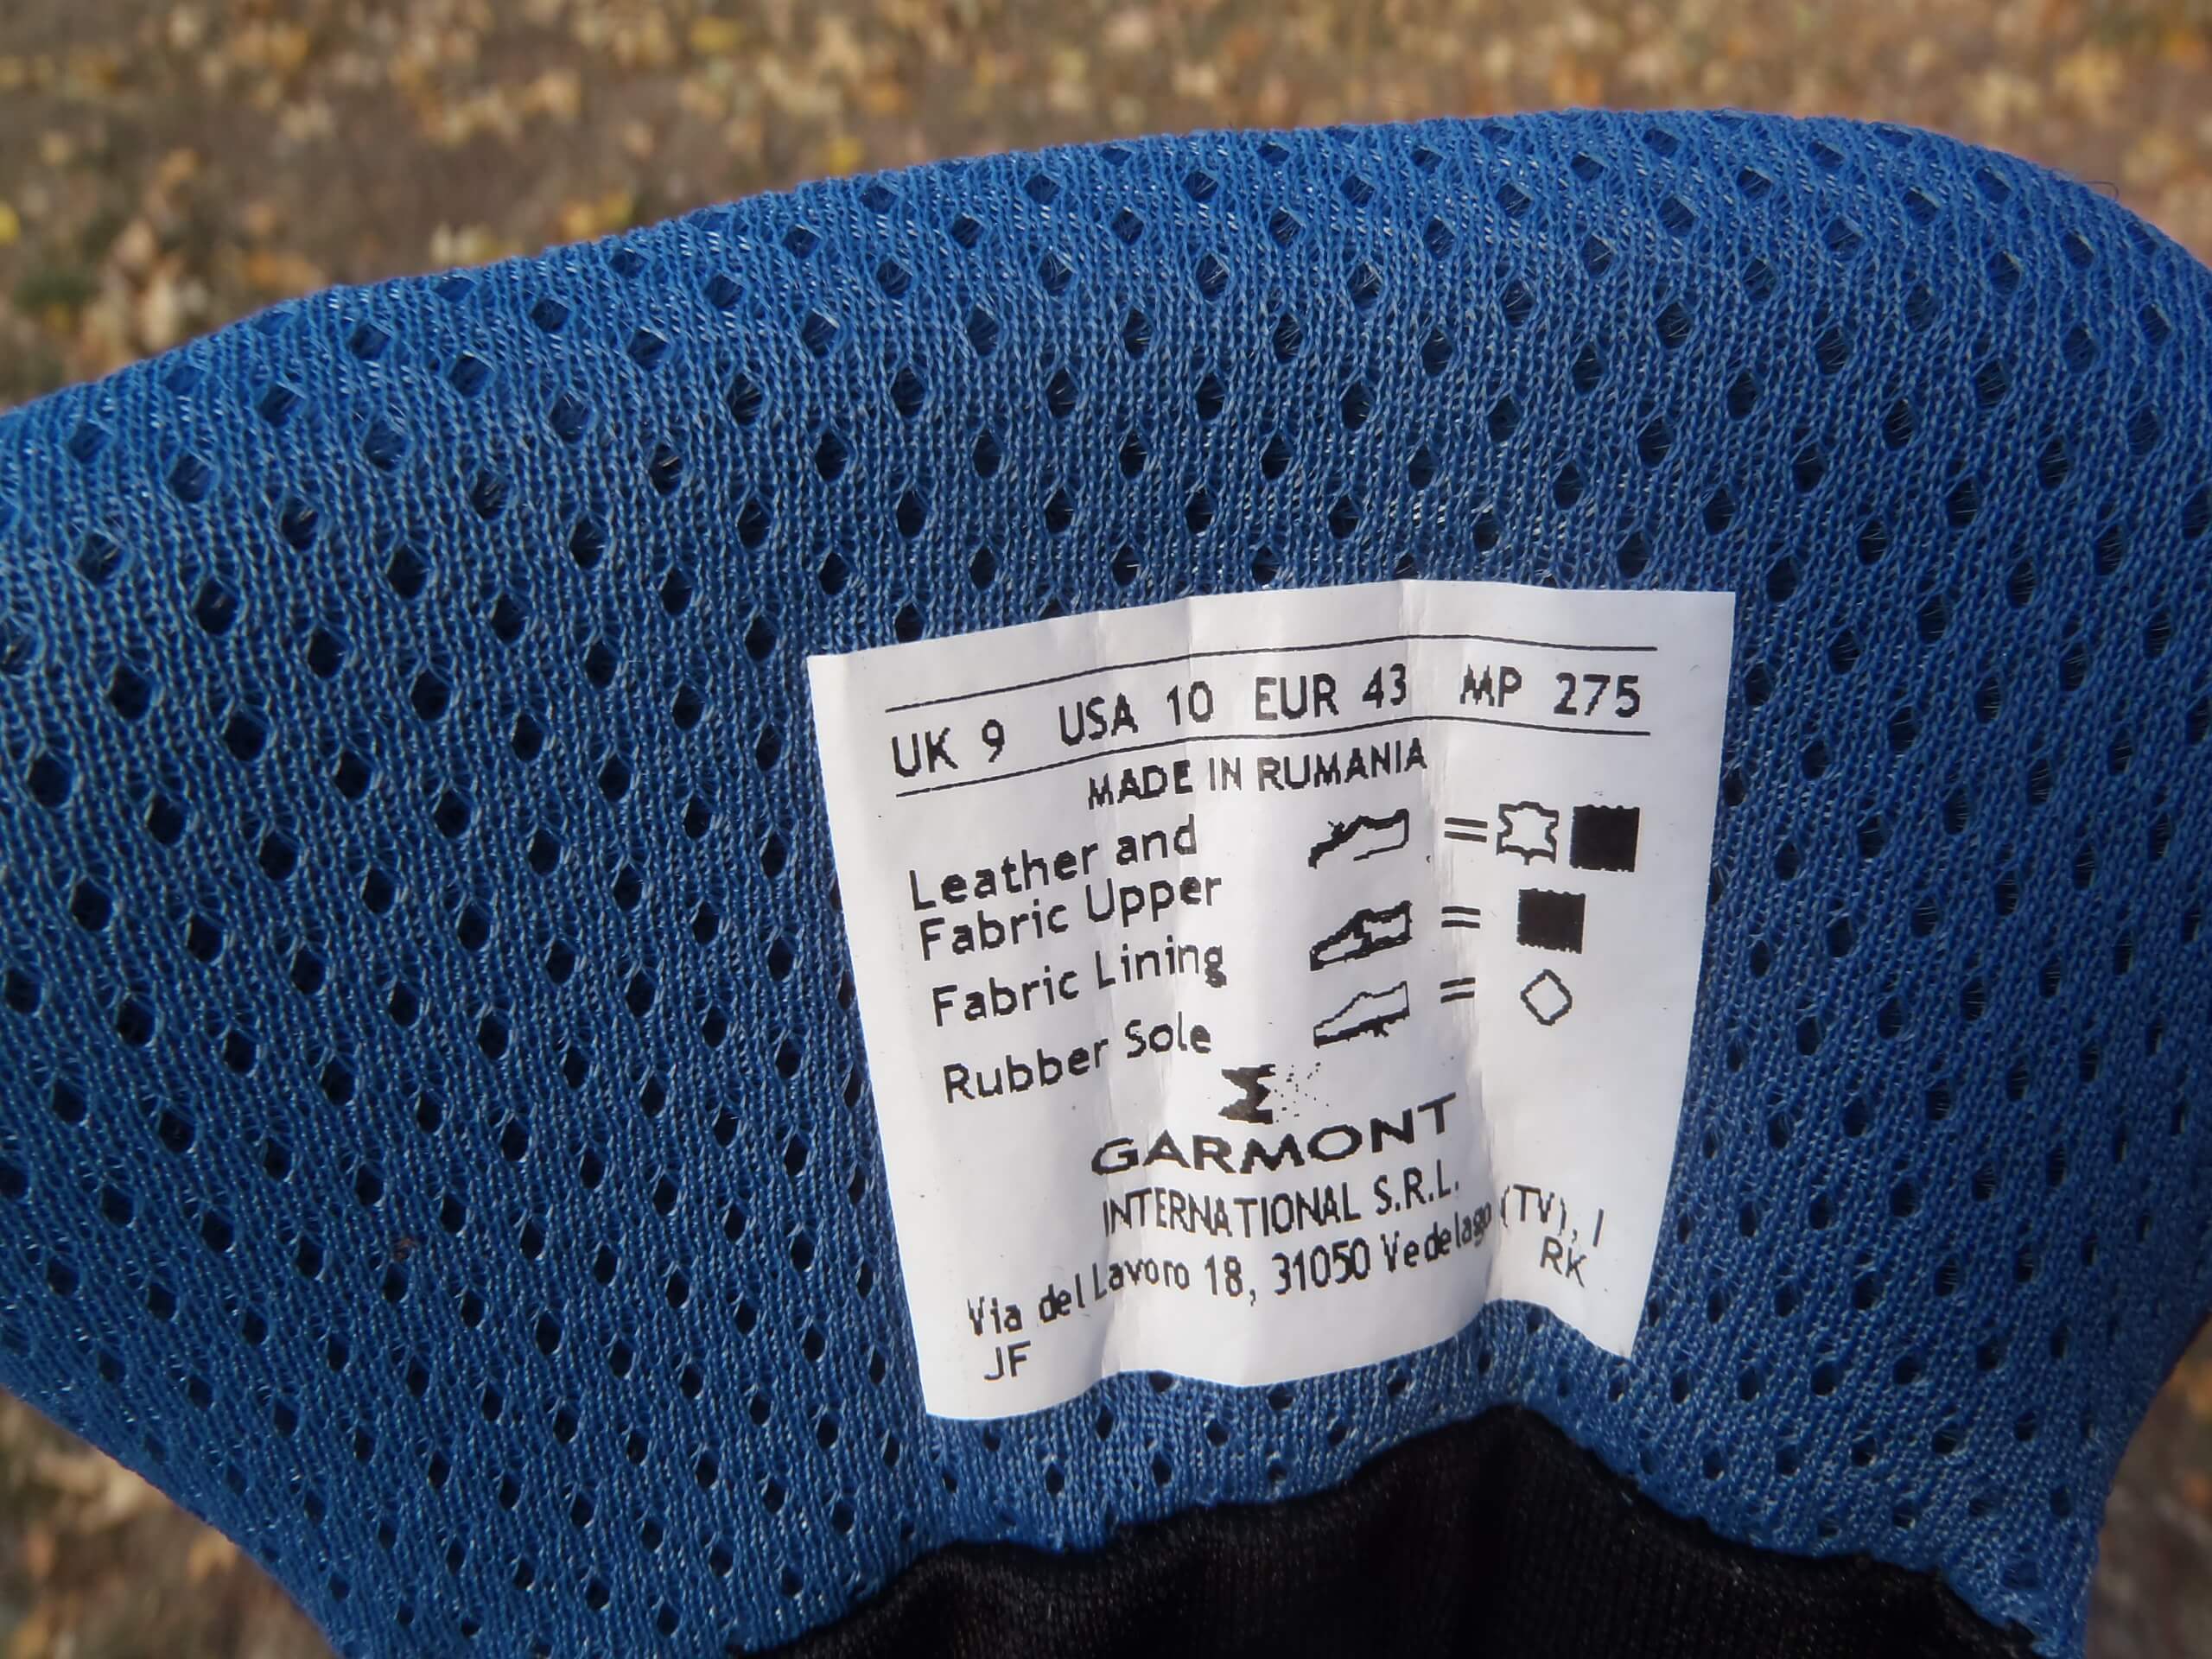 UK 9 USA 10 EUR 43 MP 275
MADE IN RUMANIA
Leather and
Fabric Upper
Fabric Lining
Rubber Sole
GARMONT
INTERNATIONAL S.R.L.
Via del Lavoro 18, 31050 Vedelago (TV), I
JF RK